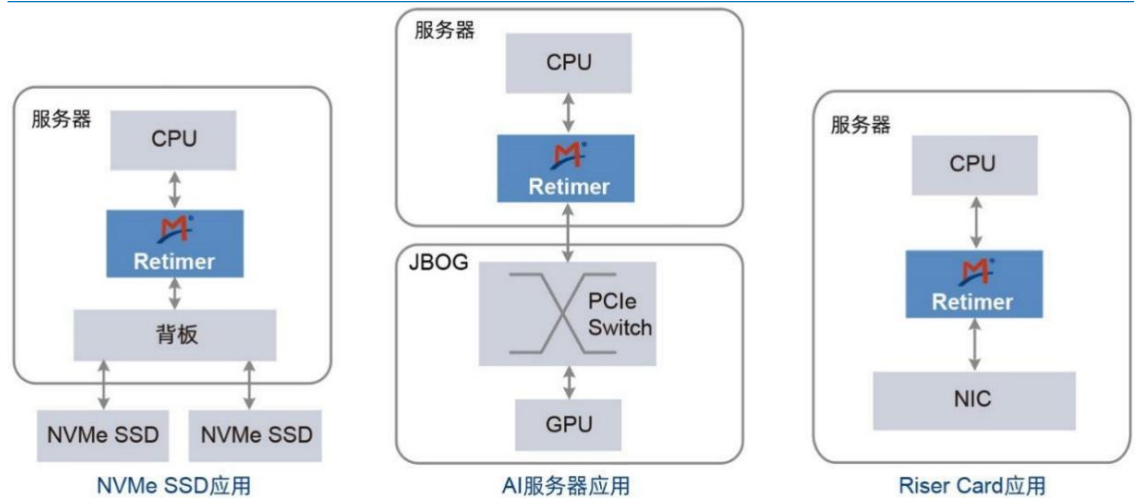 服务器
CPU
Retimer
背板
NVMe SSD
NVMe SSD
NVMe SSD应用
服务器
CPU
Retimer
JBOG
PCIe
Switch
GPU
AI服务器应用
服务器
CPU
Retimer
NIC
Riser Card应用